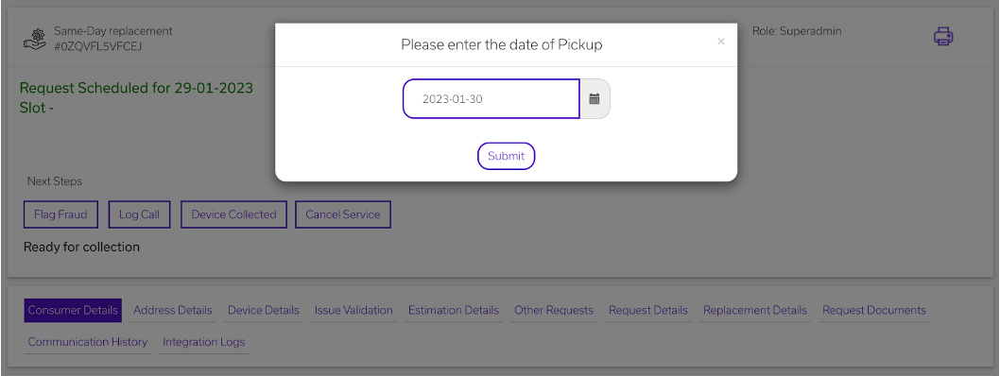 Same-Day replacement
#0ZQVFL5VFCEJ
Please enter the date of Pickup
×
Role: Superadmin
Request Scheduled for 29-01-2023
Slot -
2023-01-30
Submit
Next Steps
Flag Fraud Log Call Device Collected Cancel Service
Ready for collection
Consumer Details Address Details Device Details Issue Validation Estimation Details Other Requests Request Details Replacement Details Request Documents
Communication History Integration Logs